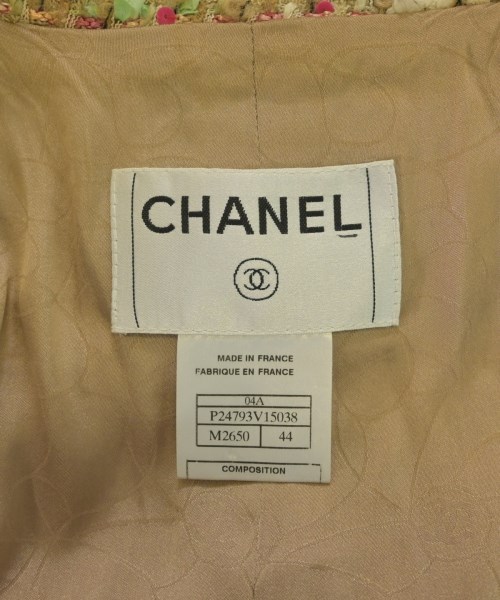 CHANEL
MADE IN FRANCE
FABRIQUE EN FRANCE
04A
P24793V15038
M2650 44
COMPOSITION